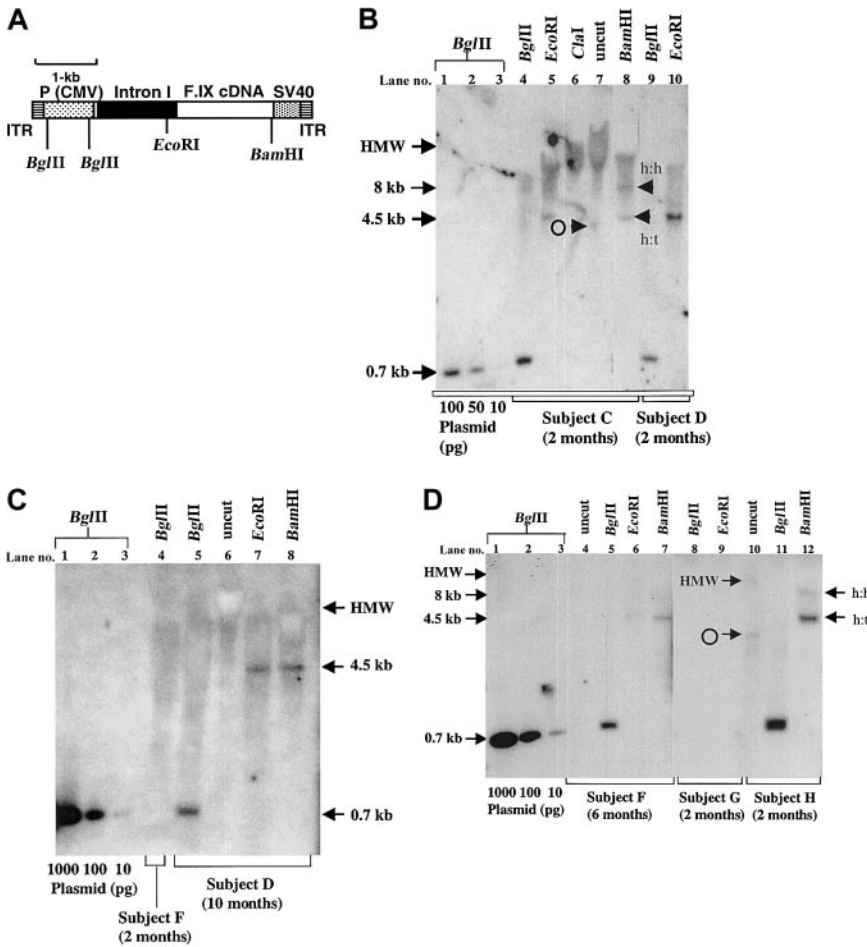 A
1-kb
P (CMV) Intron I F.IX cDNA SV40
ITR ITR
BglII BglII EcoRI BamHI
B
BglII BglII EcoRI ClaI uncut BamHI BglII EcoRI
Lane no. 1 2 3 4 5 6 7 8 9 10
HMW
h:h
8 kb
4.5 kb
h:t
0.7 kb
100 50 10
Plasmid
(pg)
Subject C
(2 months)
Subject D
(2 months)
C
BglII BglII BglII uncut EcoRI BamHI
Lane no. 1 2 3 4 5 6 7 8
HMW
4.5 kb
0.7 kb
1000 100 10
Plasmid (pg)
Subject D
(10 months)
Subject F
(2 months)
D
BglII uncut BglII EcoRI BamHI BglII EcoRI uncut BglII BamHI
Lane no. 1 2 3 4 5 6 7 8 9 10 11 12
HMW HMW
8 kb h:h
4.5 kb h:t
0.7 kb
1000 100 10
Plasmid (pg)
Subject F
(6 months)
Subject G
(2 months)
Subject H
(2 months)